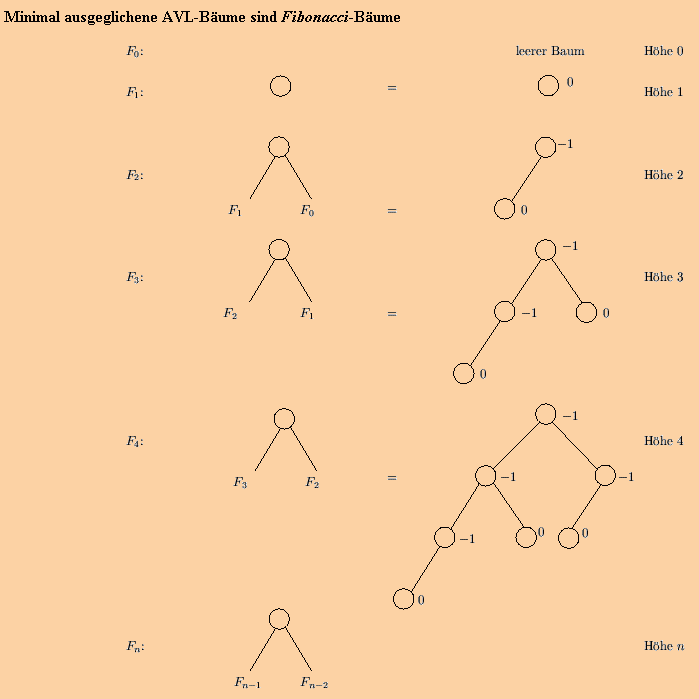 Minimal ausgeglichene AVL-Bäume sind Fibonacci-Bäume
F₀: leerer Baum Höhe 0
F₁: = 0 Höhe 1
−1
F₂: Höhe 2
F₁ F₀ = 0
−1
F₃: Höhe 3
F₂ F₁ = −1 0
0
−1
F₄: Höhe 4
F₃ F₂ = −1 −1
−1 0 0
0
Fₙ: Höhe n
Fₙ₋₁ Fₙ₋₂